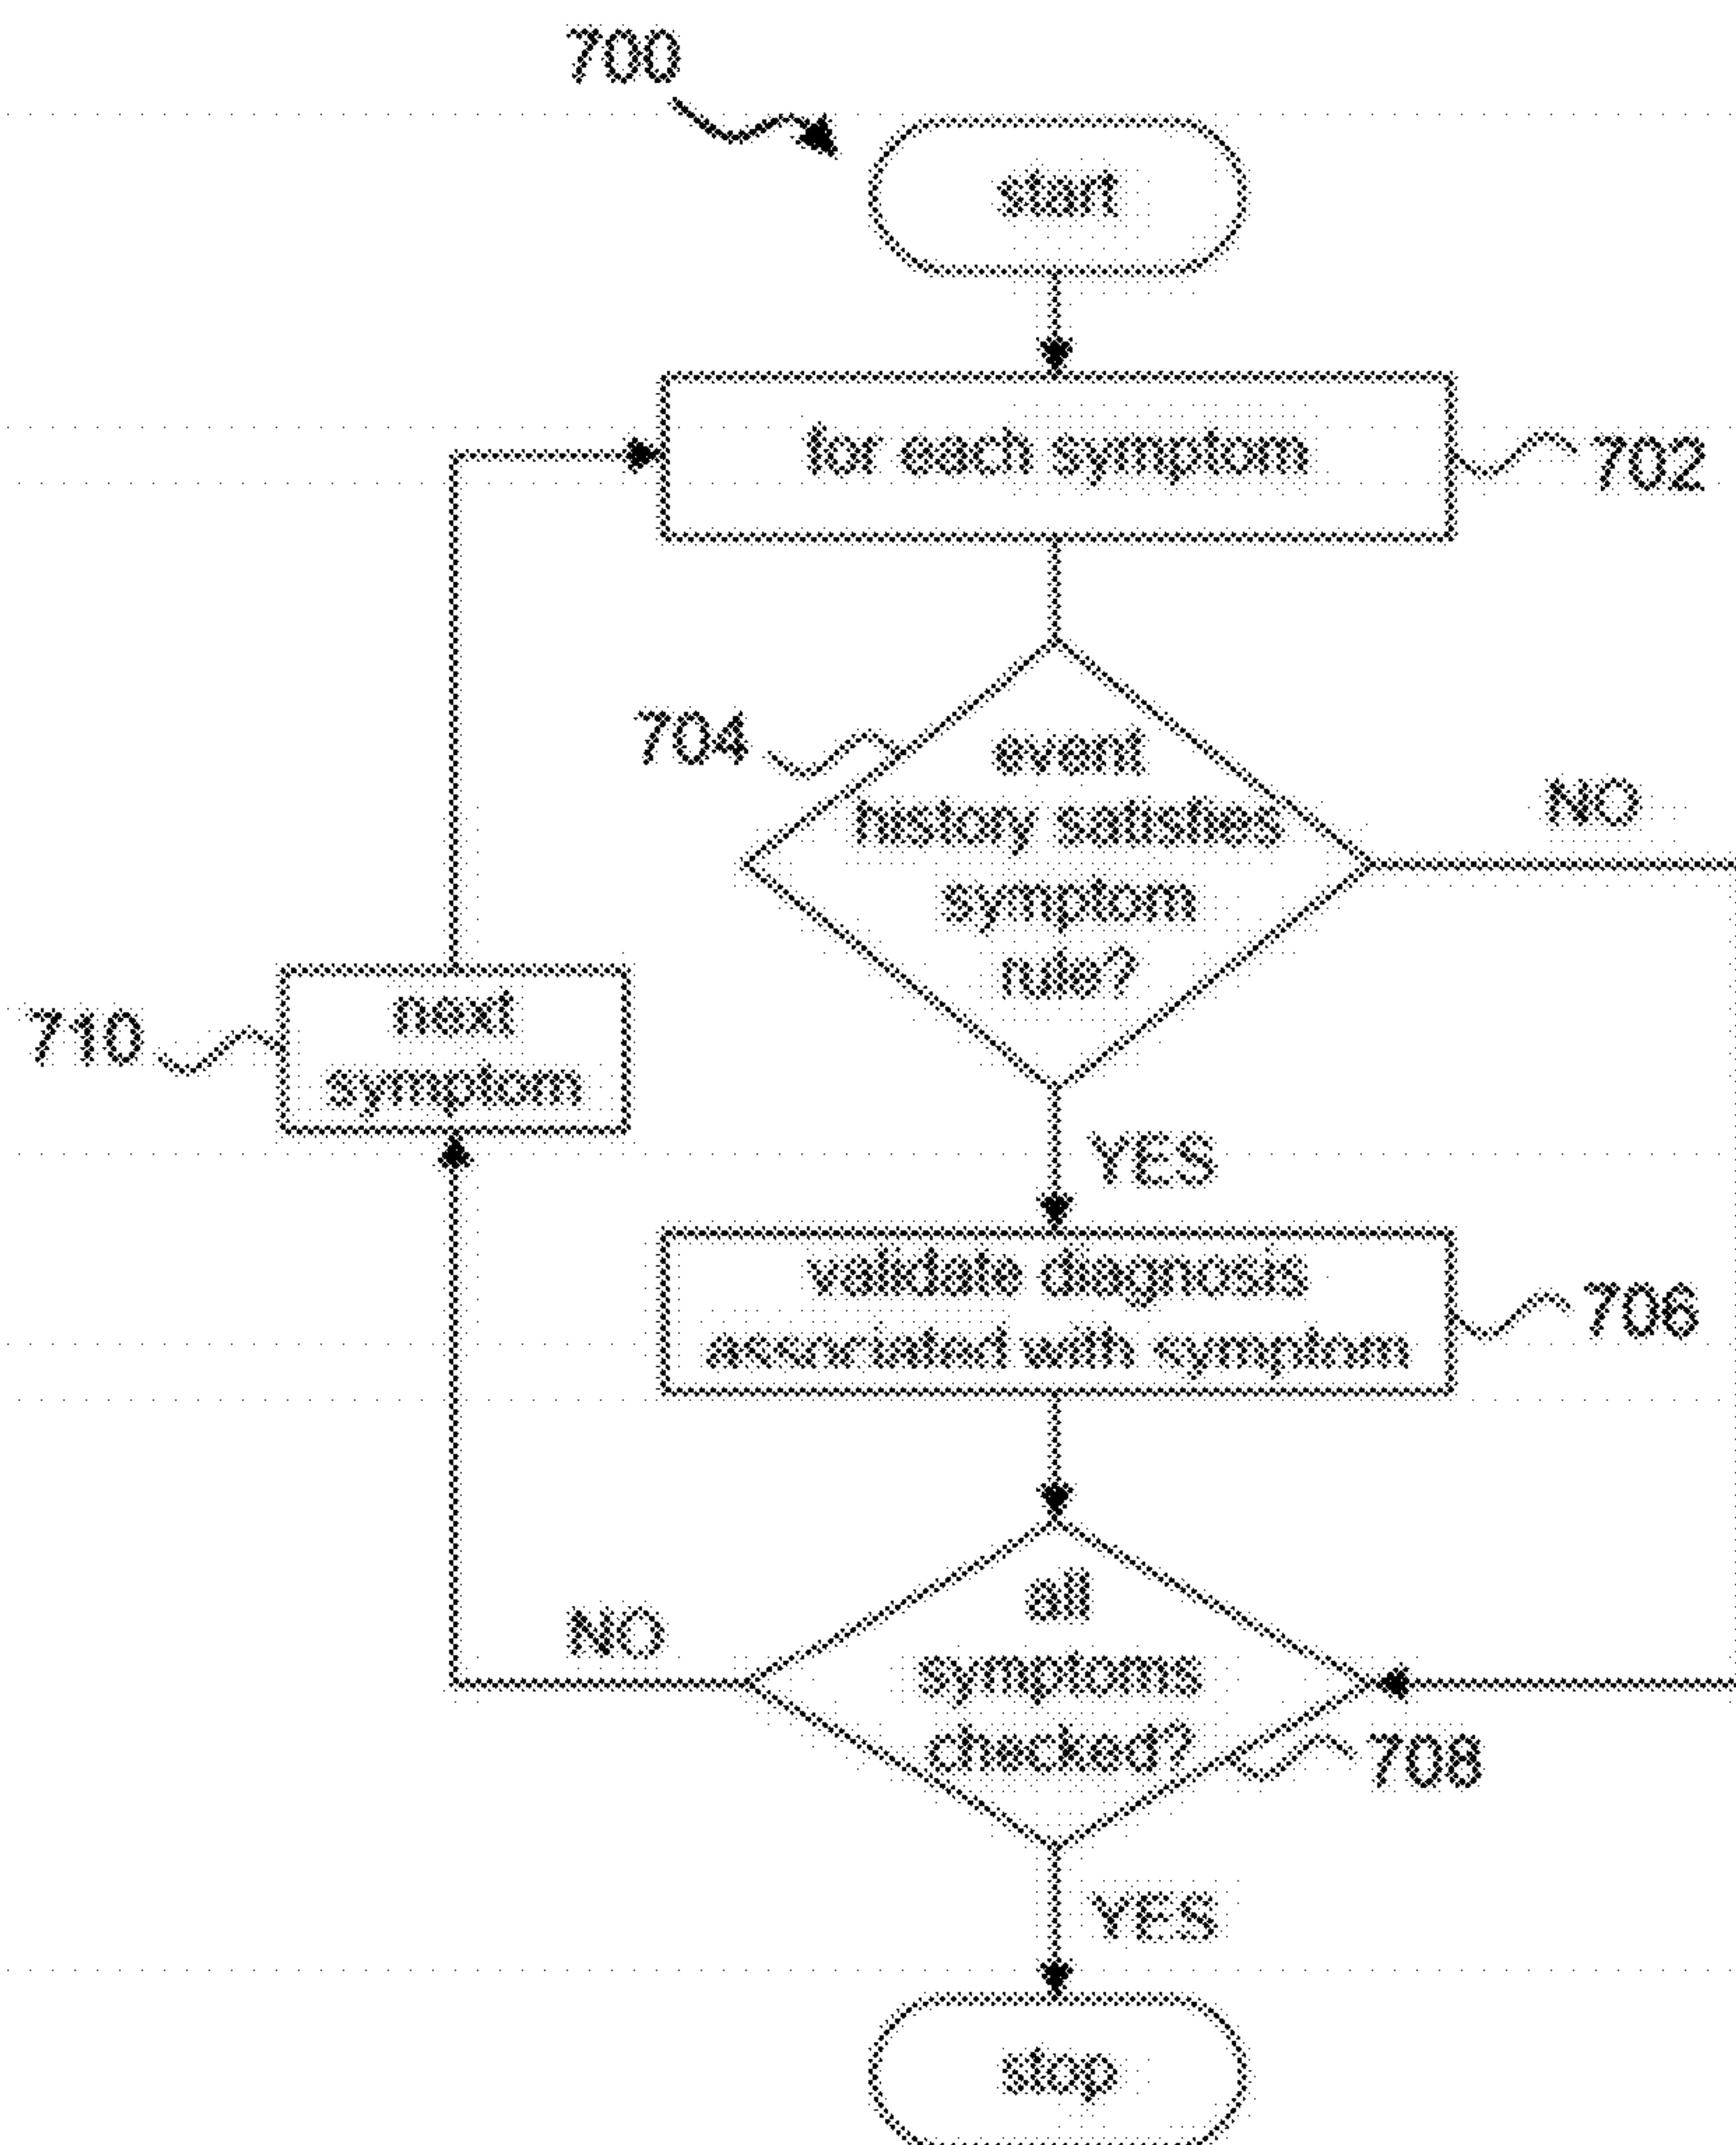 700
start
for each symptom
702
704
event
history satisfies
symptom
rule?
NO
710
next
symptom
YES
validate diagnosis
associated with symptom
706
all
symptoms
checked?
NO
708
YES
stop